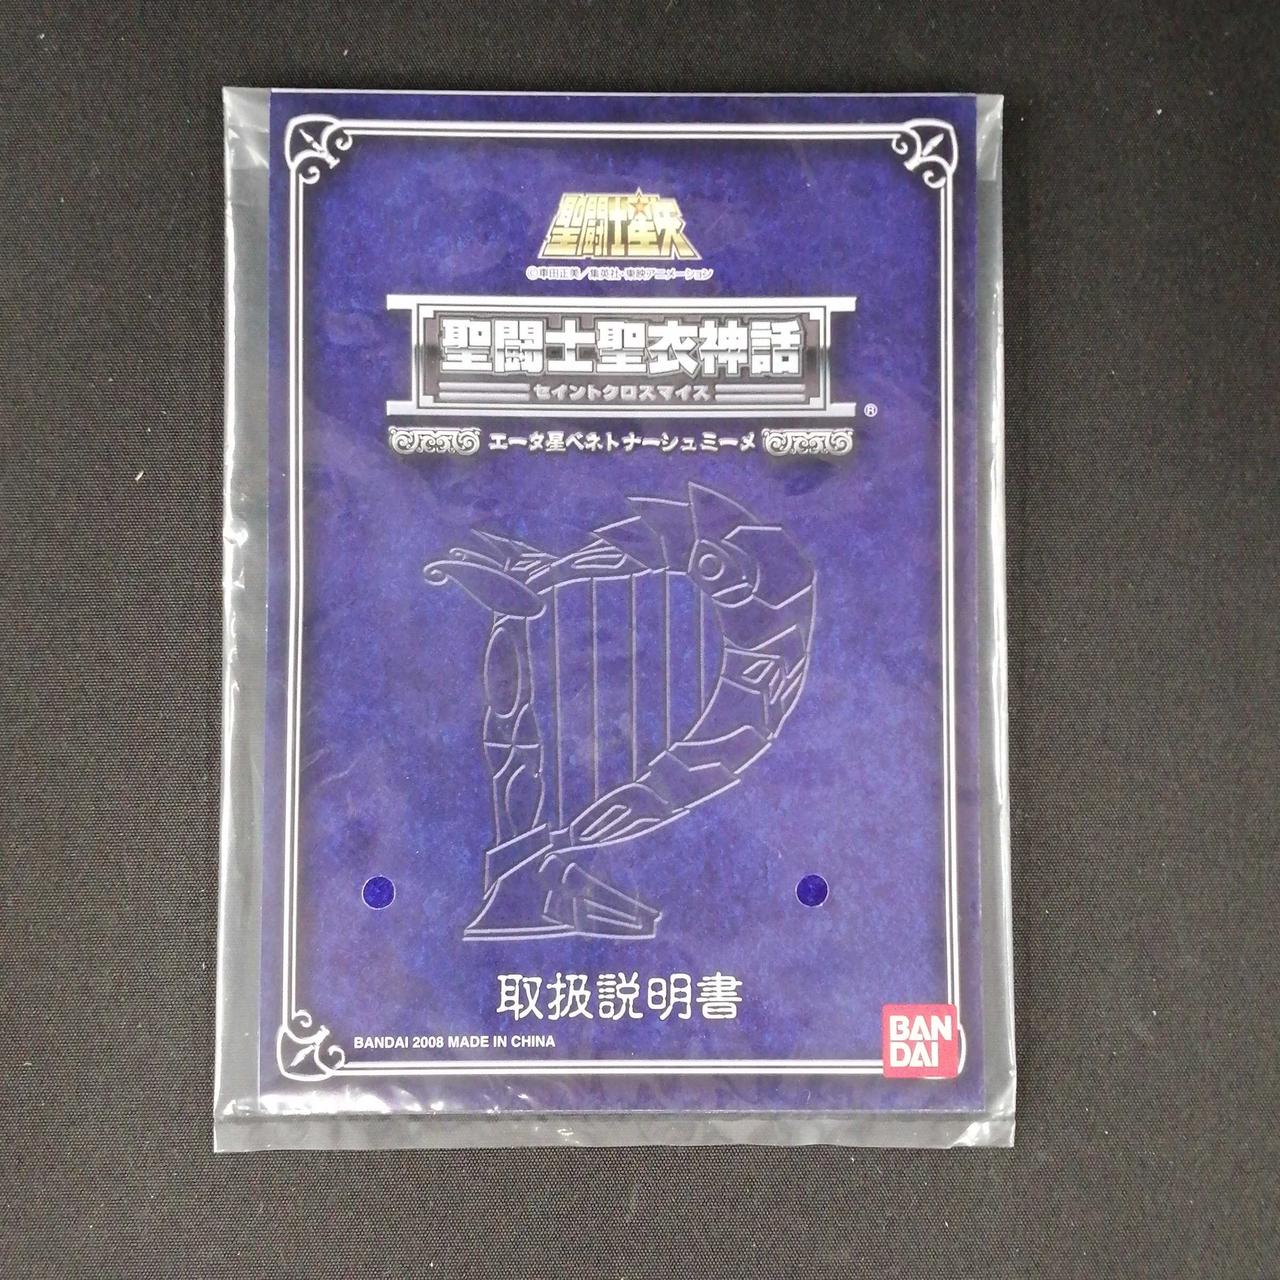 聖闘士星矢
©車田正美／集英社・東映アニメーション
聖闘士聖衣神話
セイントクロスマイス
®
エータ星ベネトナーシュミーメ
取扱説明書
BANDAI 2008 MADE IN CHINA
BAN
DAI